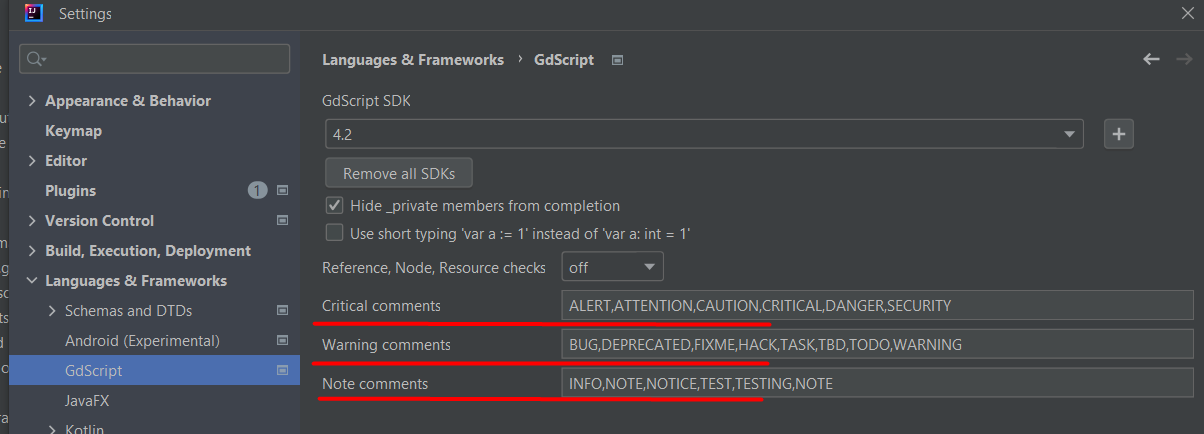 IJ
Settings
Appearance & Behavior
Keymap
Editor
Plugins 1
Version Control
Build, Execution, Deployment
Languages & Frameworks
Schemas and DTDs
Android (Experimental)
GdScript
JavaFX
Kotlin
Languages & Frameworks › GdScript
GdScript SDK
4.2
Remove all SDKs
Hide _private members from completion
Use short typing 'var a := 1' instead of 'var a: int = 1'
Reference, Node, Resource checks off
Critical comments ALERT,ATTENTION,CAUTION,CRITICAL,DANGER,SECURITY
Warning comments BUG,DEPRECATED,FIXME,HACK,TASK,TBD,TODO,WARNING
Note comments INFO,NOTE,NOTICE,TEST,TESTING,NOTE